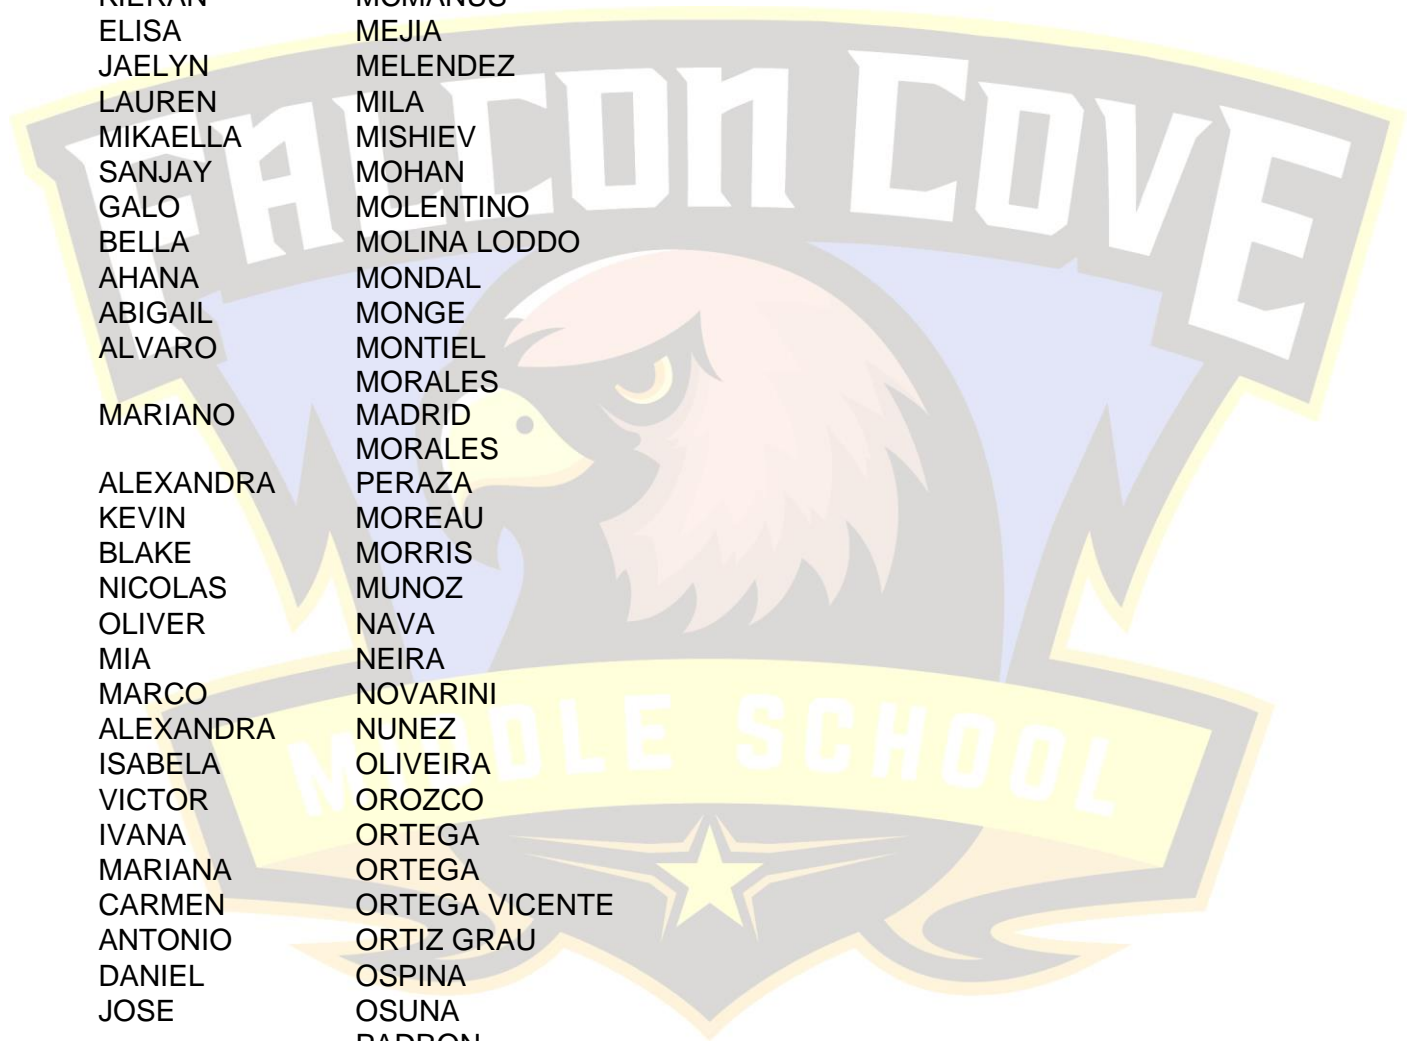 KIERAN MCMANUS
ELISA MEJIA
JAELYN MELENDEZ
LAUREN MILA
MIKAELLA MISHIEV
SANJAY MOHAN
GALO MOLENTINO
BELLA MOLINA LODDO
AHANA MONDAL
ABIGAIL MONGE
ALVARO MONTIEL
MORALES
MARIANO MADRID
MORALES
ALEXANDRA PERAZA
KEVIN MOREAU
BLAKE MORRIS
NICOLAS MUNOZ
OLIVER NAVA
MIA NEIRA
MARCO NOVARINI
ALEXANDRA NUNEZ
ISABELA OLIVEIRA
VICTOR OROZCO
IVANA ORTEGA
MARIANA ORTEGA
CARMEN ORTEGA VICENTE
ANTONIO ORTIZ GRAU
DANIEL OSPINA
JOSE OSUNA
PADRON
FALCON COVE
MIDDLE SCHOOL